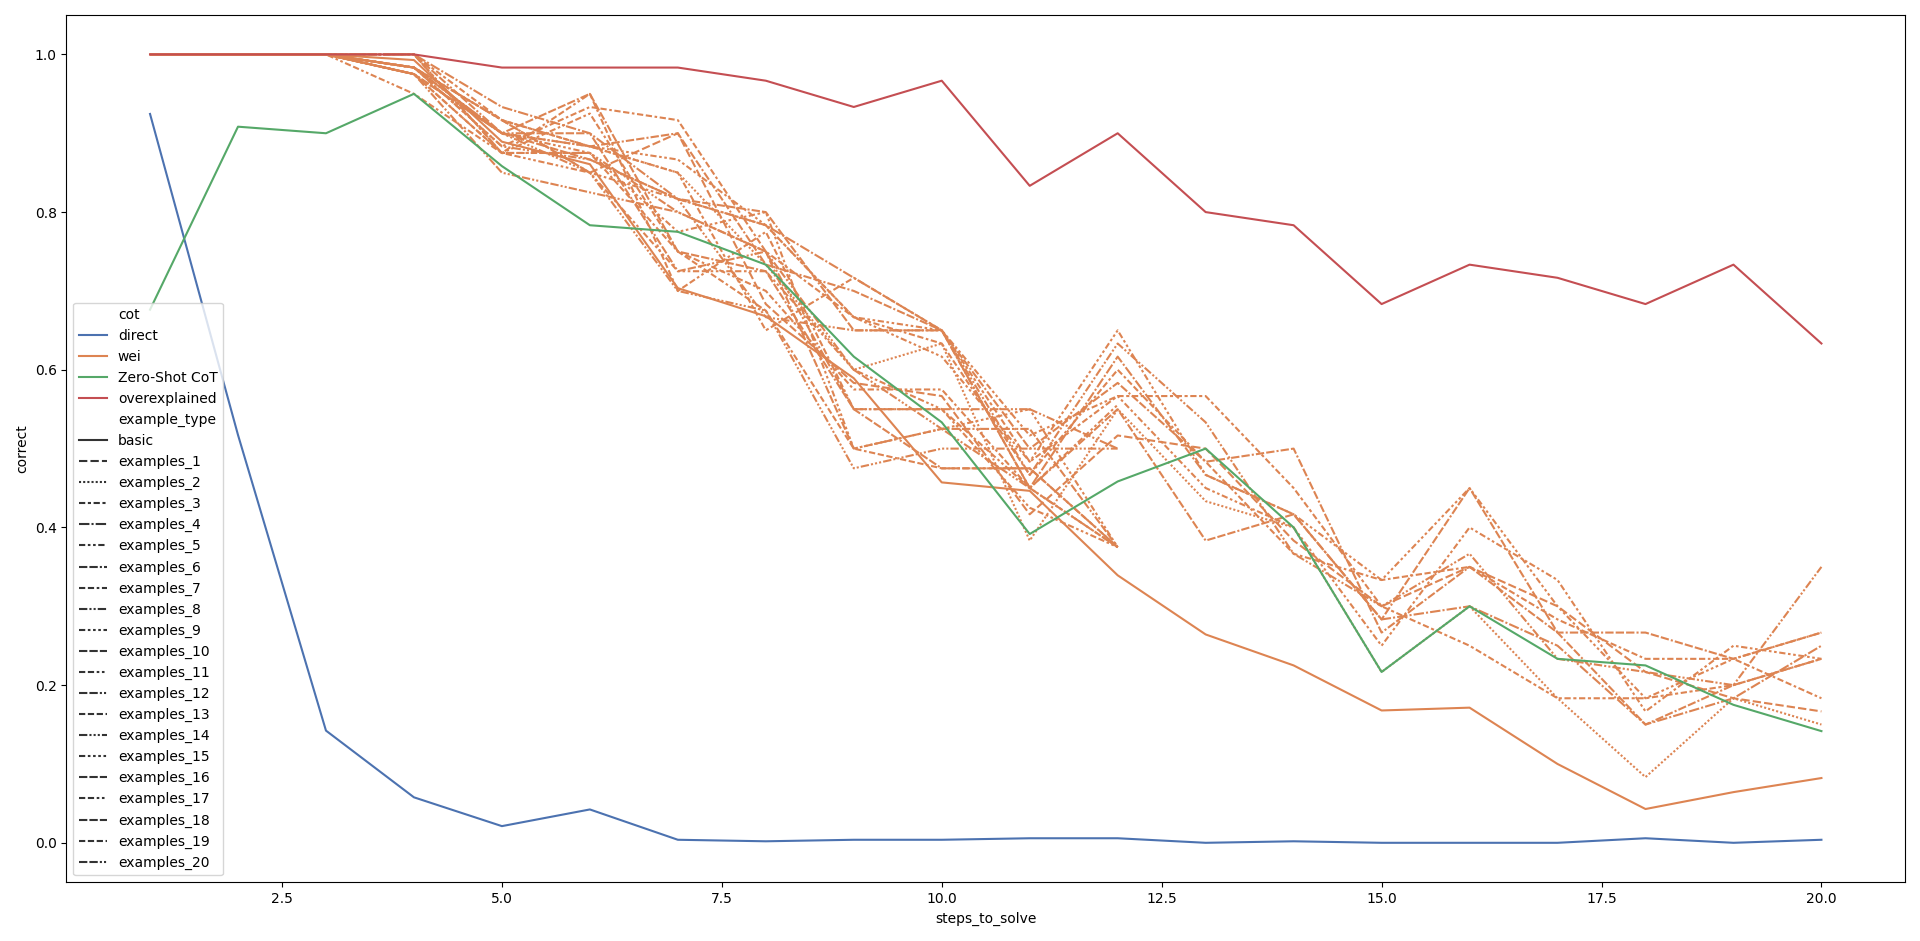 1.0
0.8
0.6
0.4
0.2
0.0
correct
cot
direct
wei
Zero-Shot CoT
overexplained
example_type
basic
examples_1
examples_2
examples_3
examples_4
examples_5
examples_6
examples_7
examples_8
examples_9
examples_10
examples_11
examples_12
examples_13
examples_14
examples_15
examples_16
examples_17
examples_18
examples_19
examples_20
2.5 5.0 7.5 10.0 12.5 15.0 17.5 20.0
steps_to_solve